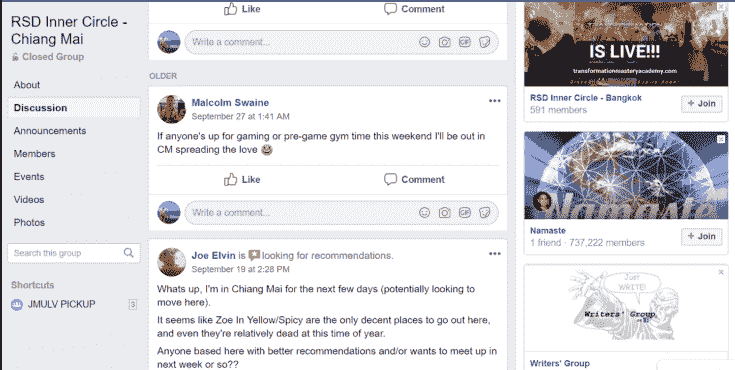 RSD Inner Circle -
Chiang Mai
Closed Group
About
Discussion
Announcements
Members
Events
Videos
Photos
Search this group
Shortcuts
JMULV PICKUP 3
Like Comment
Write a comment...
OLDER
Malcolm Swaine
September 27 at 1:41 AM
If anyone's up for gaming or pre-game gym time this weekend I'll be out in
CM spreading the love
Like Comment
Write a comment...
Joe Elvin is looking for recommendations.
September 19 at 2:28 PM
Whats up, I'm in Chiang Mai for the next few days (potentially looking to
move here).
It seems like Zoe In Yellow/Spicy are the only decent places to go out here,
and even they're relatively dead at this time of year.
Anyone based here with better recommendations and/or wants to meet up in
next week or so??
IS LIVE!!!
transformationmasteryacademy.com
RSD Inner Circle - Bangkok
591 members
+ Join
Namaste
Namaste
1 friend · 737,222 members
+ Join
JUST
WRITE!
Writers' Group
Writers' Group